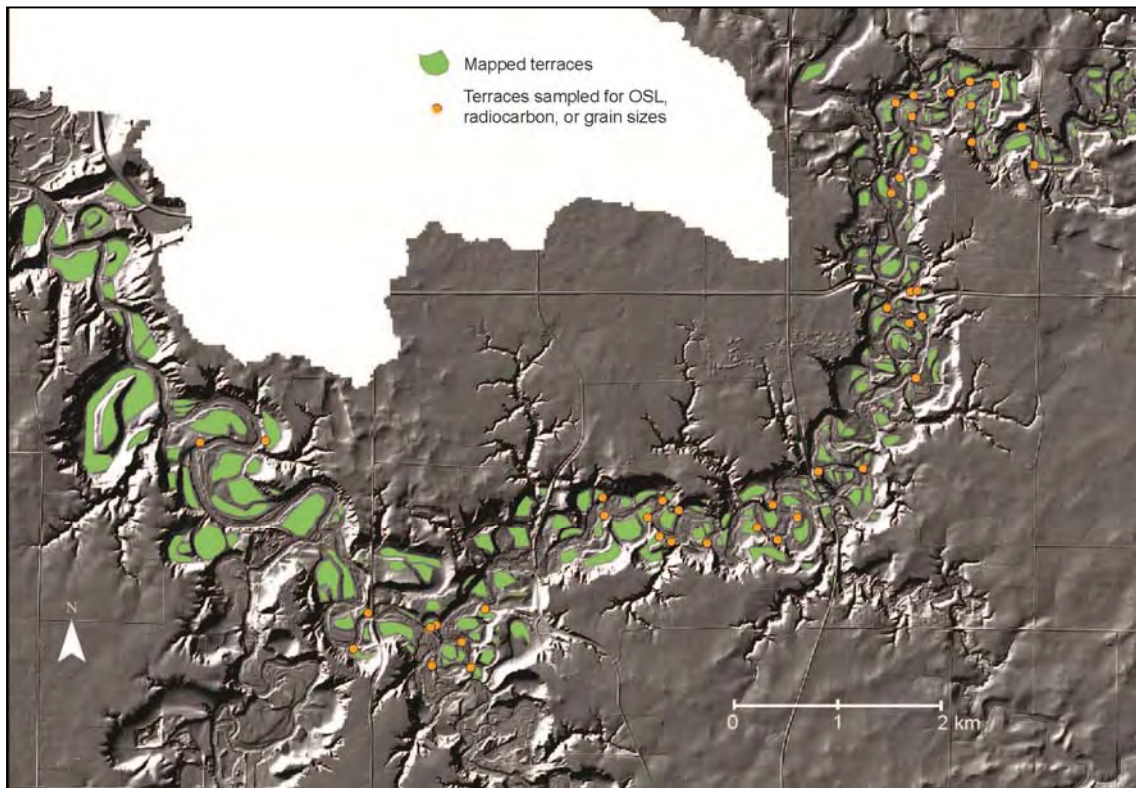 Mapped terraces
Terraces sampled for OSL,
radiocarbon, or grain sizes
N
0 1 2 km